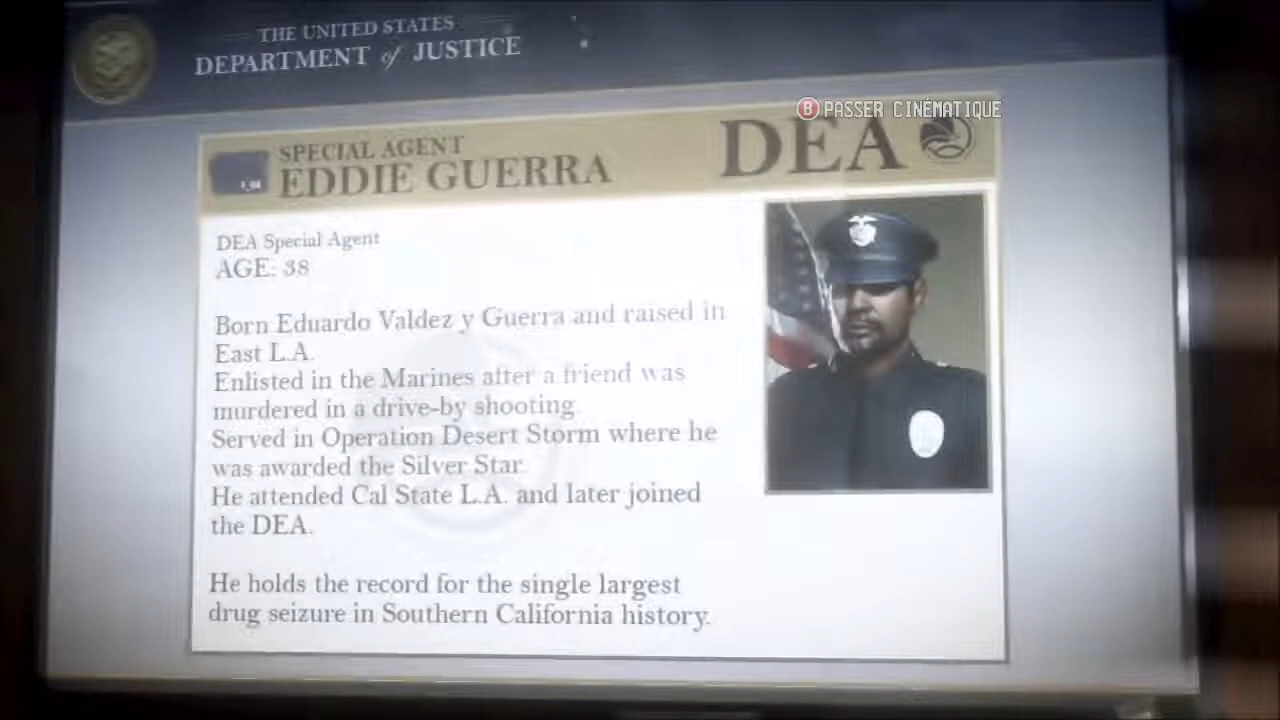 THE UNITED STATES
DEPARTMENT of JUSTICE
B PASSER CINÉMATIQUE
SPECIAL AGENT
EDDIE GUERRA
DEA
DEA Special Agent
AGE: 38
Born Eduardo Valdez y Guerra and raised in
East L.A.
Enlisted in the Marines after a friend was
murdered in a drive-by shooting.
Served in Operation Desert Storm where he
was awarded the Silver Star.
He attended Cal State L.A. and later joined
the DEA.
He holds the record for the single largest
drug seizure in Southern California history.